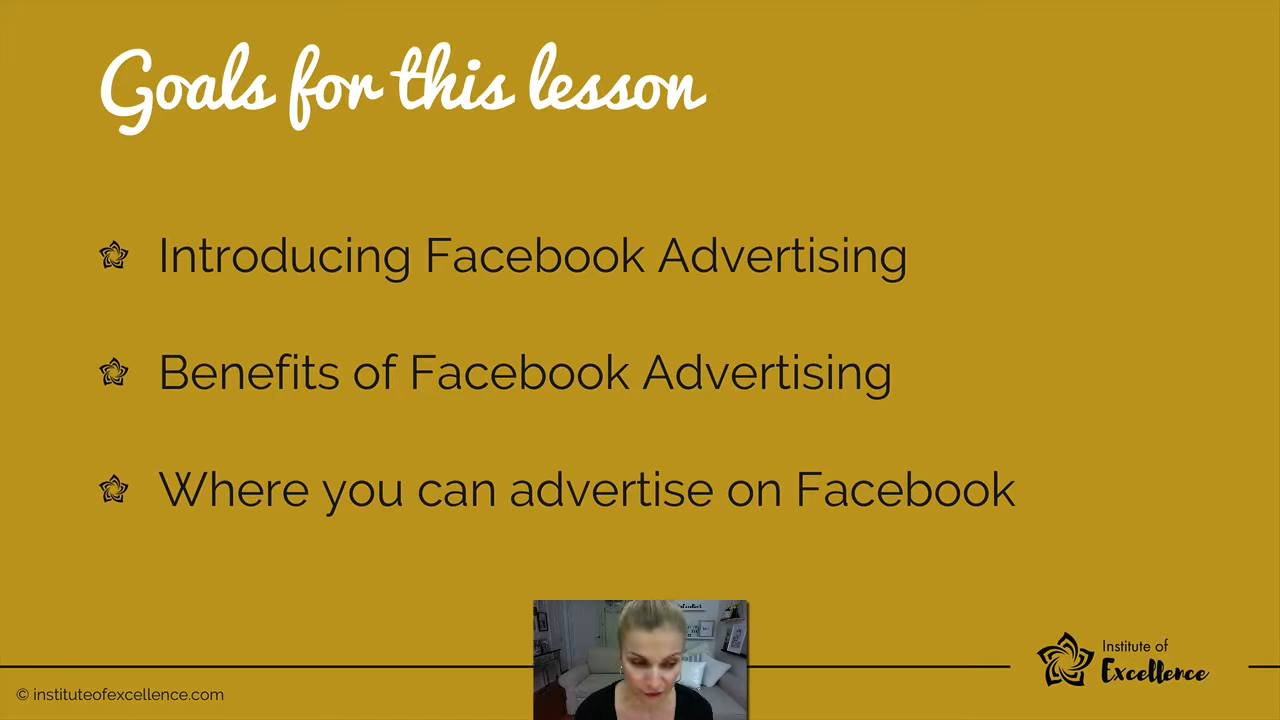 Goals for this lesson
Introducing Facebook Advertising
Benefits of Facebook Advertising
Where you can advertise on Facebook
© instituteofexcellence.com
Institute of
Excellence